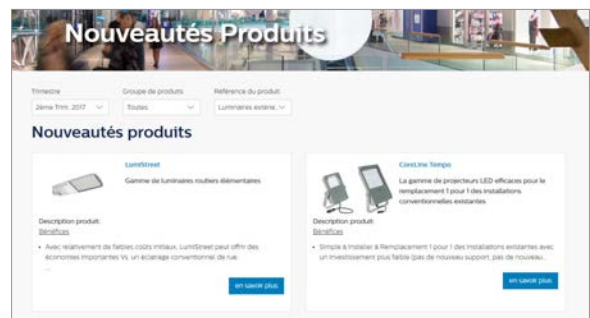 Nouveautés Produits
Trimestre
Groupe de produits
Référence du produit
2ème Trim. 2017
Toutes
Luminaires extérie...
Nouveautés produits
LumiStreet
Gamme de luminaires routiers élémentaires
Description produit:
Bénéfices
• Avec relativement de faibles coûts initiaux, LumiStreet peut offrir des
économies importantes Vs. un éclairage conventionnel de rue.
...
en savoir plus
CoreLine Tempo
La gamme de projecteurs LED efficaces pour le
remplacement 1 pour 1 des installations
conventionnelles existantes
Description produit:
Bénéfices
• Simple à installer & Remplacement 1 pour 1 des installations existantes avec
un investissement plus faible (pas de nouveau support, pas de nouveau...
en savoir plus